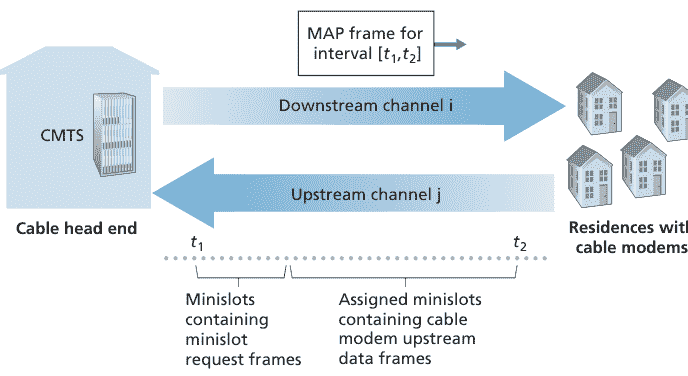 MAP frame for
interval [t₁,t₂]
Downstream channel i
CMTS
Upstream channel j
Cable head end
Residences with
cable modems
t₁
t₂
Minislots
containing
minislot
request frames
Assigned minislots
containing cable
modem upstream
data frames